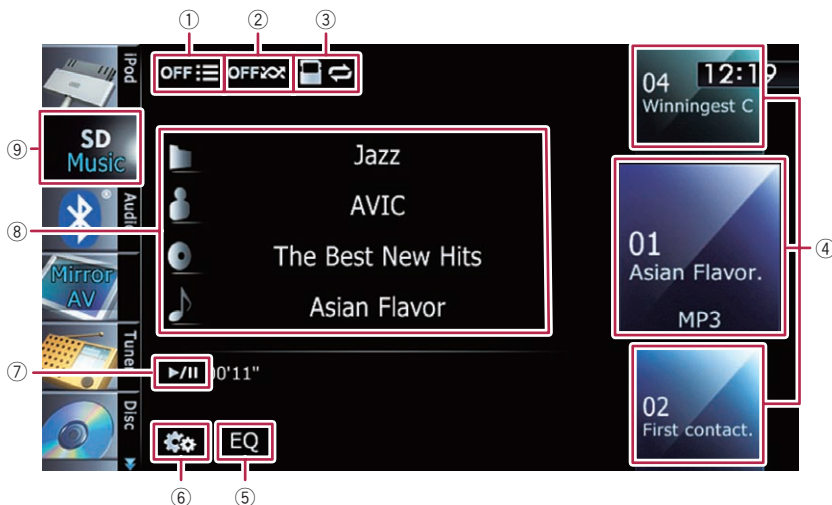 ① ② ③
iPod
OFF OFF
04 12:19
Winningest C
⑨
SD
Music
Jazz
Audio
AVIC
⑧
The Best New Hits
01
Asian Flavor.
④
Mirror
AV
Asian Flavor
MP3
Tuner
⑦
►/II 00'11"
Disc
02
First contact.
EQ
⑥ ⑤